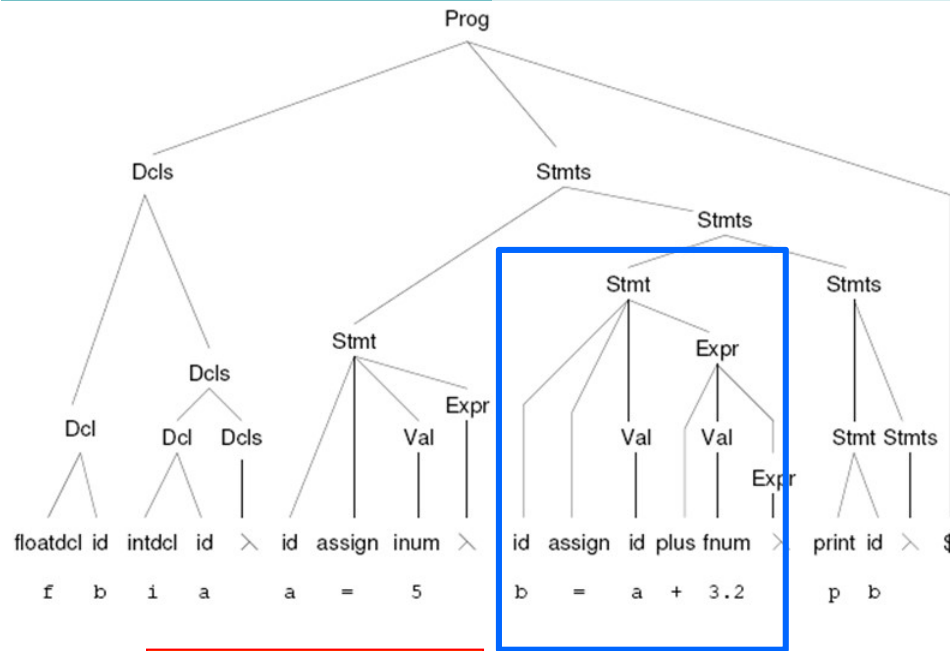 Prog
Dcls Stmts
Stmts
Stmt Stmts
Stmt
Expr
Dcls
Expr
Dcl Dcl Dcls Val Val Val Stmt Stmts
Expr
floatdcl id intdcl id λ id assign inum λ id assign id plus fnum λ print id λ $
f b i a a = 5 b = a + 3.2 p b